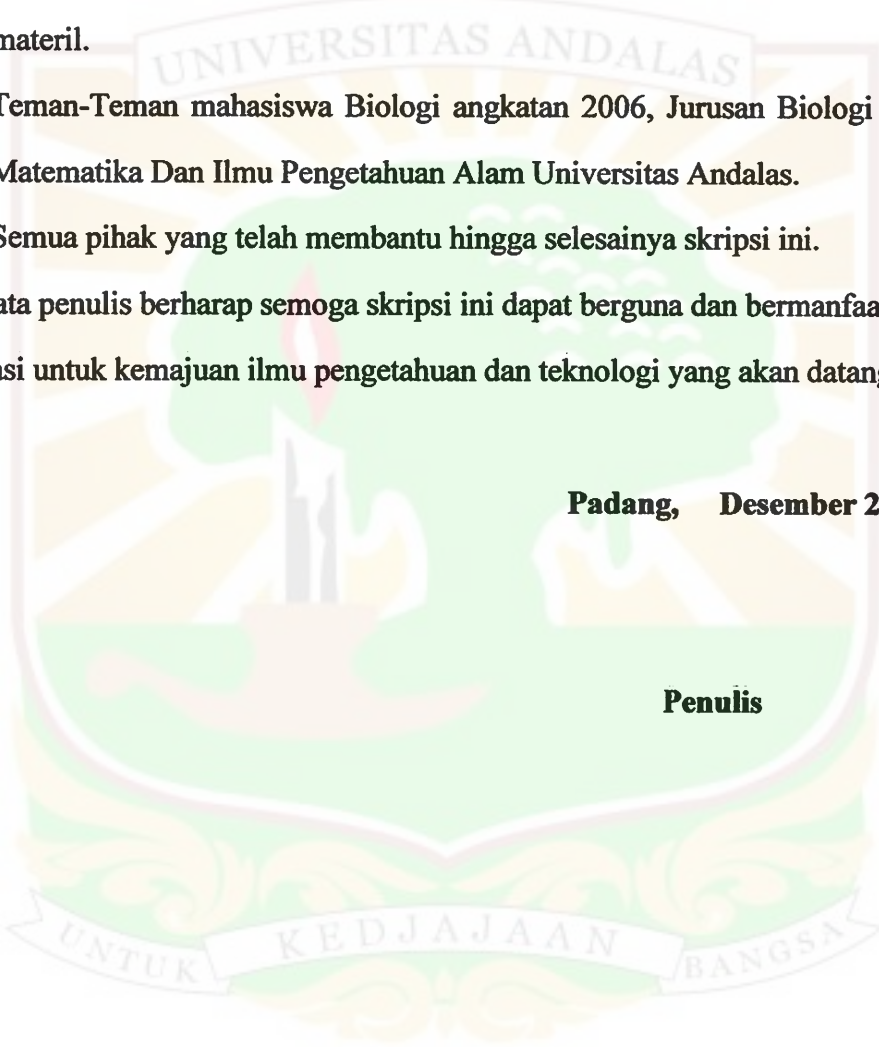 UNIVERSITAS ANDALAS
materil.
Teman-Teman mahasiswa Biologi angkatan 2006, Jurusan Biologi
Matematika Dan Ilmu Pengetahuan Alam Universitas Andalas.
Semua pihak yang telah membantu hingga selesainya skripsi ini.
ata penulis berharap semoga skripsi ini dapat berguna dan bermanfaa
asi untuk kemajuan ilmu pengetahuan dan teknologi yang akan datang
Padang, Desember 2
Penulis
UNTUK KEDJAJAAN BANGSA